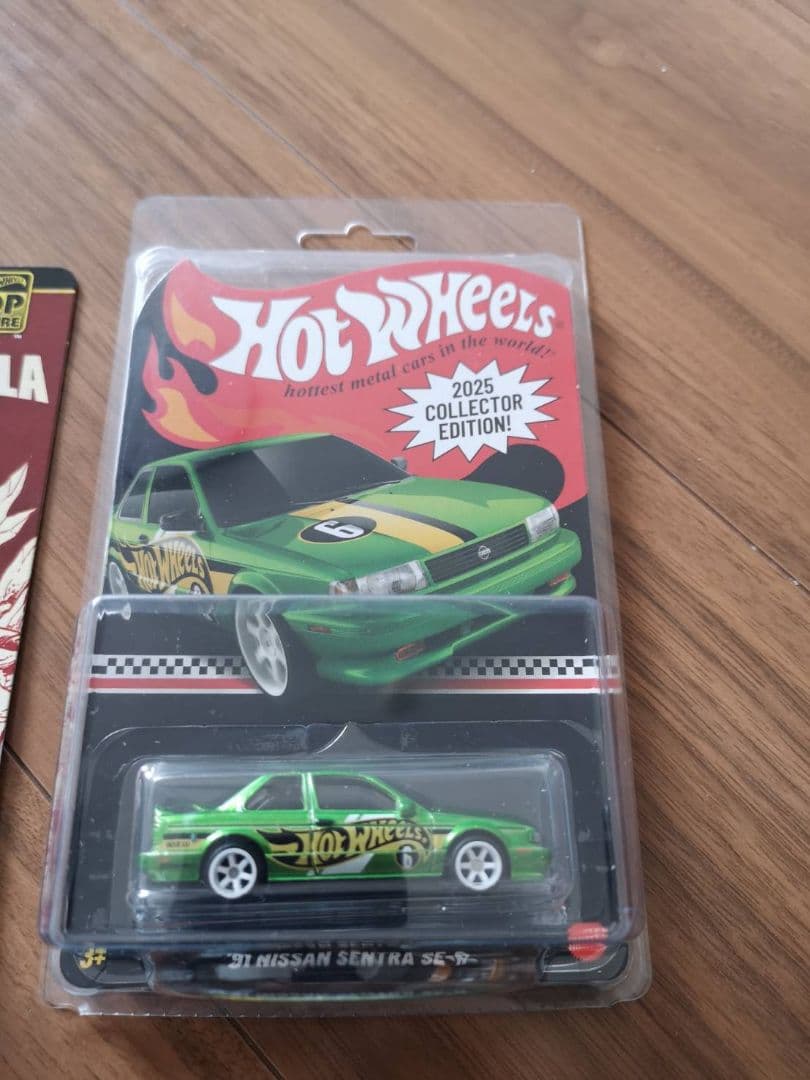 HOT WHEELS
hottest metal cars in the world!
2025
COLLECTOR
EDITION!
6
HOT WHEELS
LA
HOT WHEELS
6
3+
'91 NISSAN SENTRA SE-R